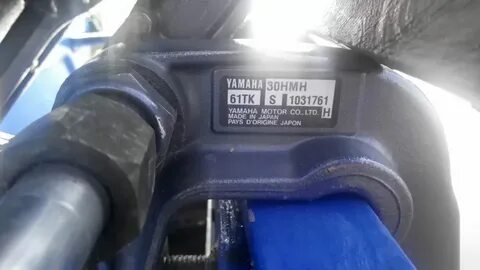 YAMAHA 30HMH
61TK S 1031761
YAMAHA MOTOR CO.,LTD. H
MADE IN JAPAN
PAYS D'ORIGINE JAPON